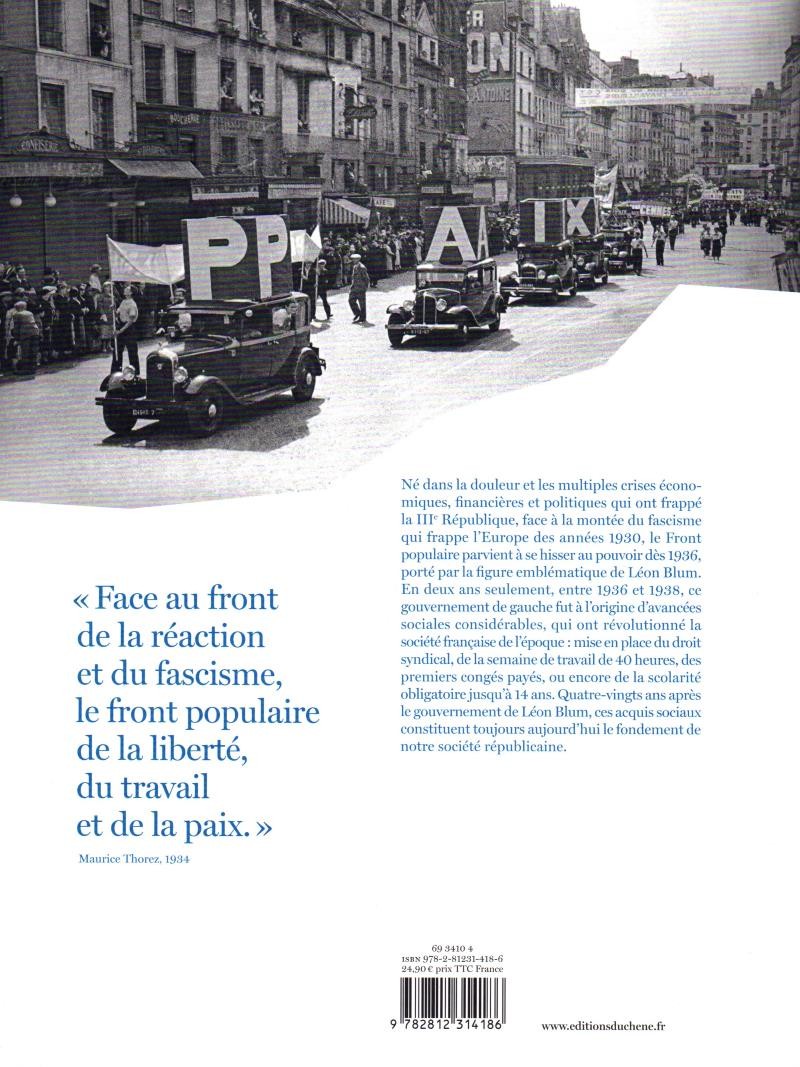 CONFISERIE
BOUCHERIE
ON
PP
A A
I X
« Face au front
de la réaction
et du fascisme,
le front populaire
de la liberté,
du travail
et de la paix. »
Maurice Thorez, 1934
Né dans la douleur et les multiples crises écono-
miques, financières et politiques qui ont frappé
la IIIe République, face à la montée du fascisme
qui frappe l’Europe des années 1930, le Front
populaire parvient à se hisser au pouvoir dès 1936,
porté par la figure emblématique de Léon Blum.
En deux ans seulement, entre 1936 et 1938, ce
gouvernement de gauche fut à l’origine d’avancées
sociales considérables, qui ont révolutionné la
société française de l’époque : mise en place du droit
syndical, de la semaine de travail de 40 heures, des
premiers congés payés, ou encore de la scolarité
obligatoire jusqu’à 14 ans. Quatre-vingts ans après
le gouvernement de Léon Blum, ces acquis sociaux
constituent toujours aujourd’hui le fondement de
notre société républicaine.
69 3410 4
ISBN 978-2-81231-418-6
24,90 € prix TTC France
9 782812 314186
www.editionsduchene.fr